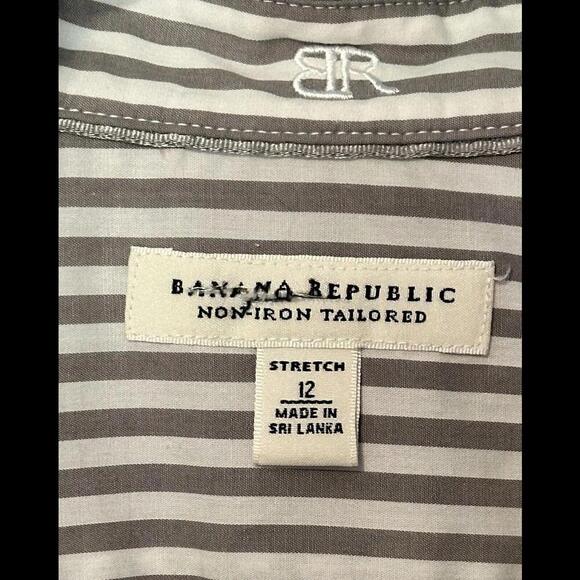 BR
BANANA REPUBLIC
NON-IRON TAILORED
STRETCH
12
MADE IN
SRI LANKA